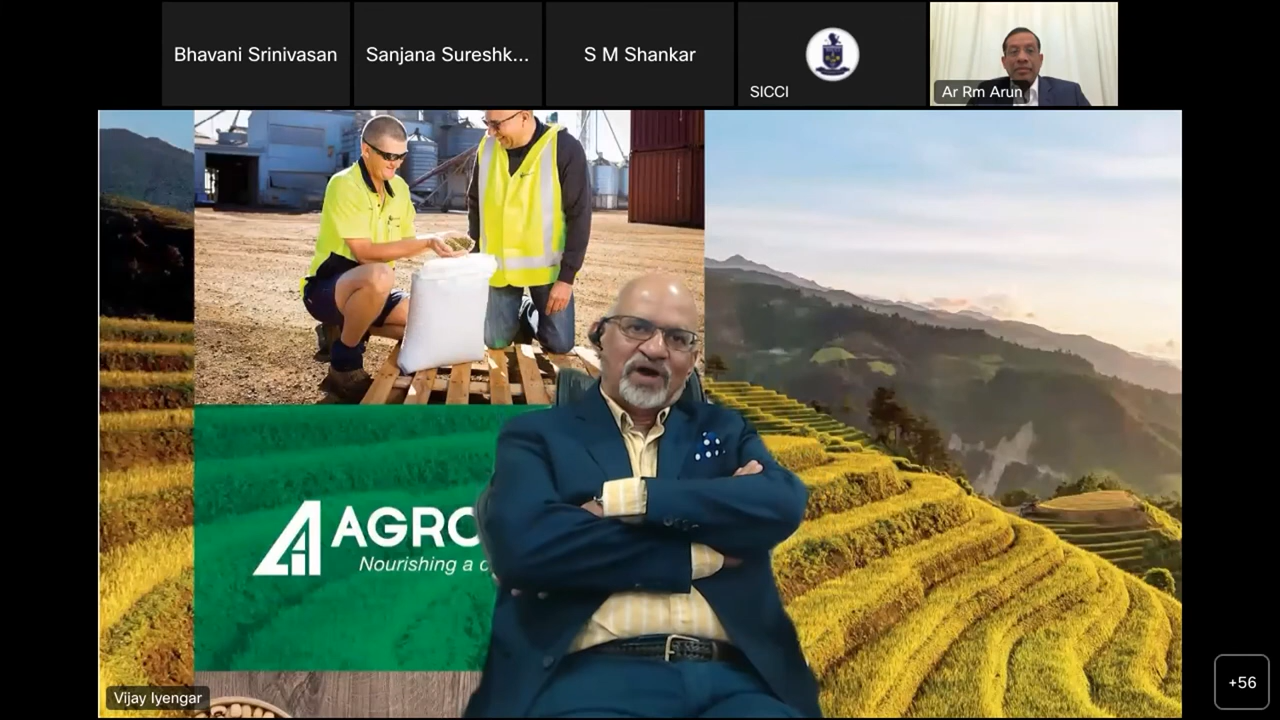 Bhavani Srinivasan
Sanjana Sureshk...
S M Shankar
SICCI
Ar Rm Arun
AGRO
Nourishing a
Vijay Iyengar
+56